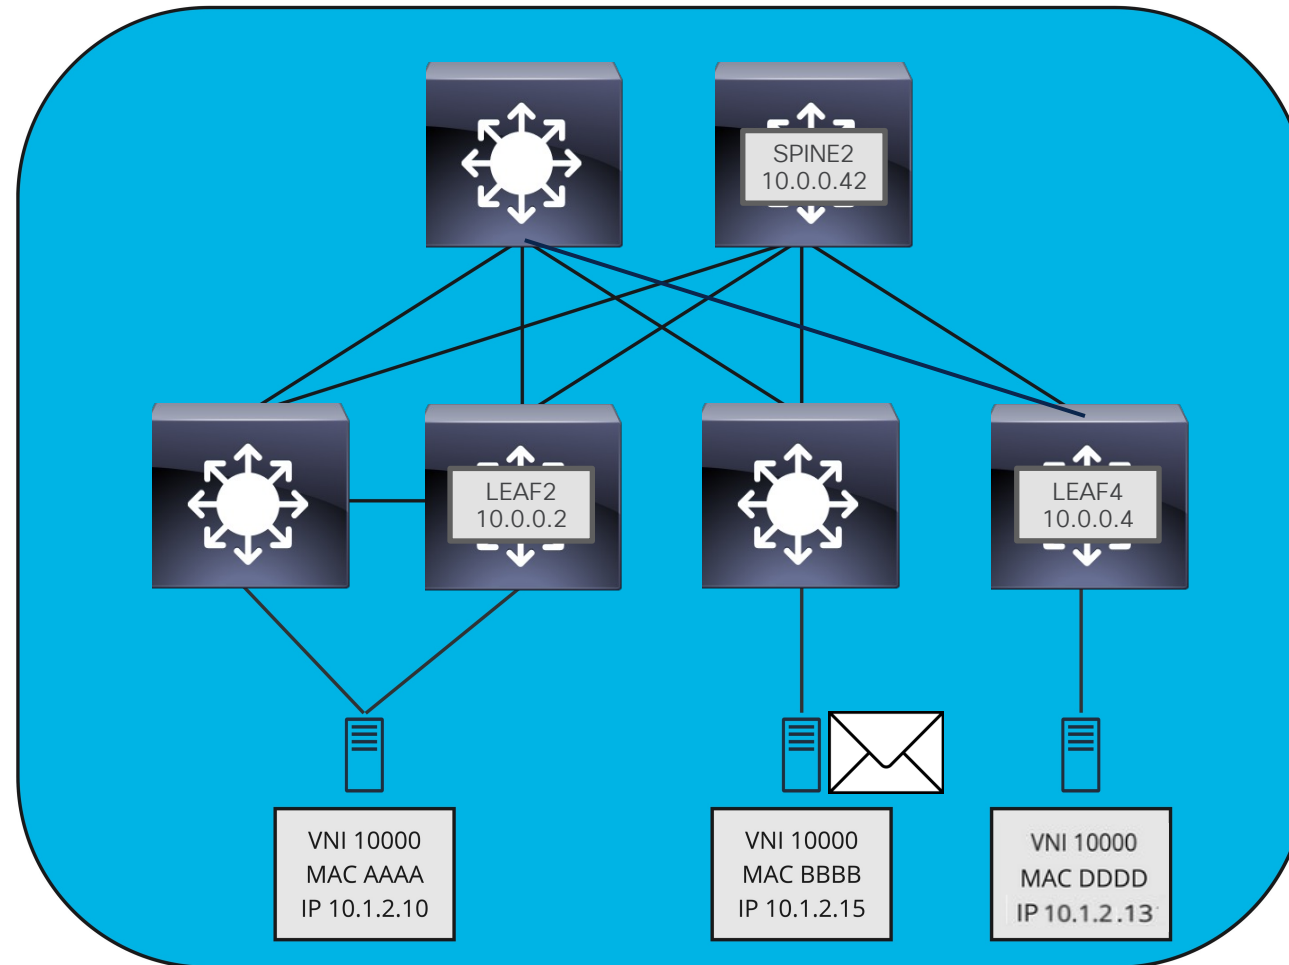 SPINE2
10.0.0.42
LEAF2
10.0.0.2
LEAF4
10.0.0.4
VNI 10000
MAC AAAA
IP 10.1.2.10
VNI 10000
MAC BBBB
IP 10.1.2.15
VNI 10000
MAC DDDD
IP 10.1.2.13